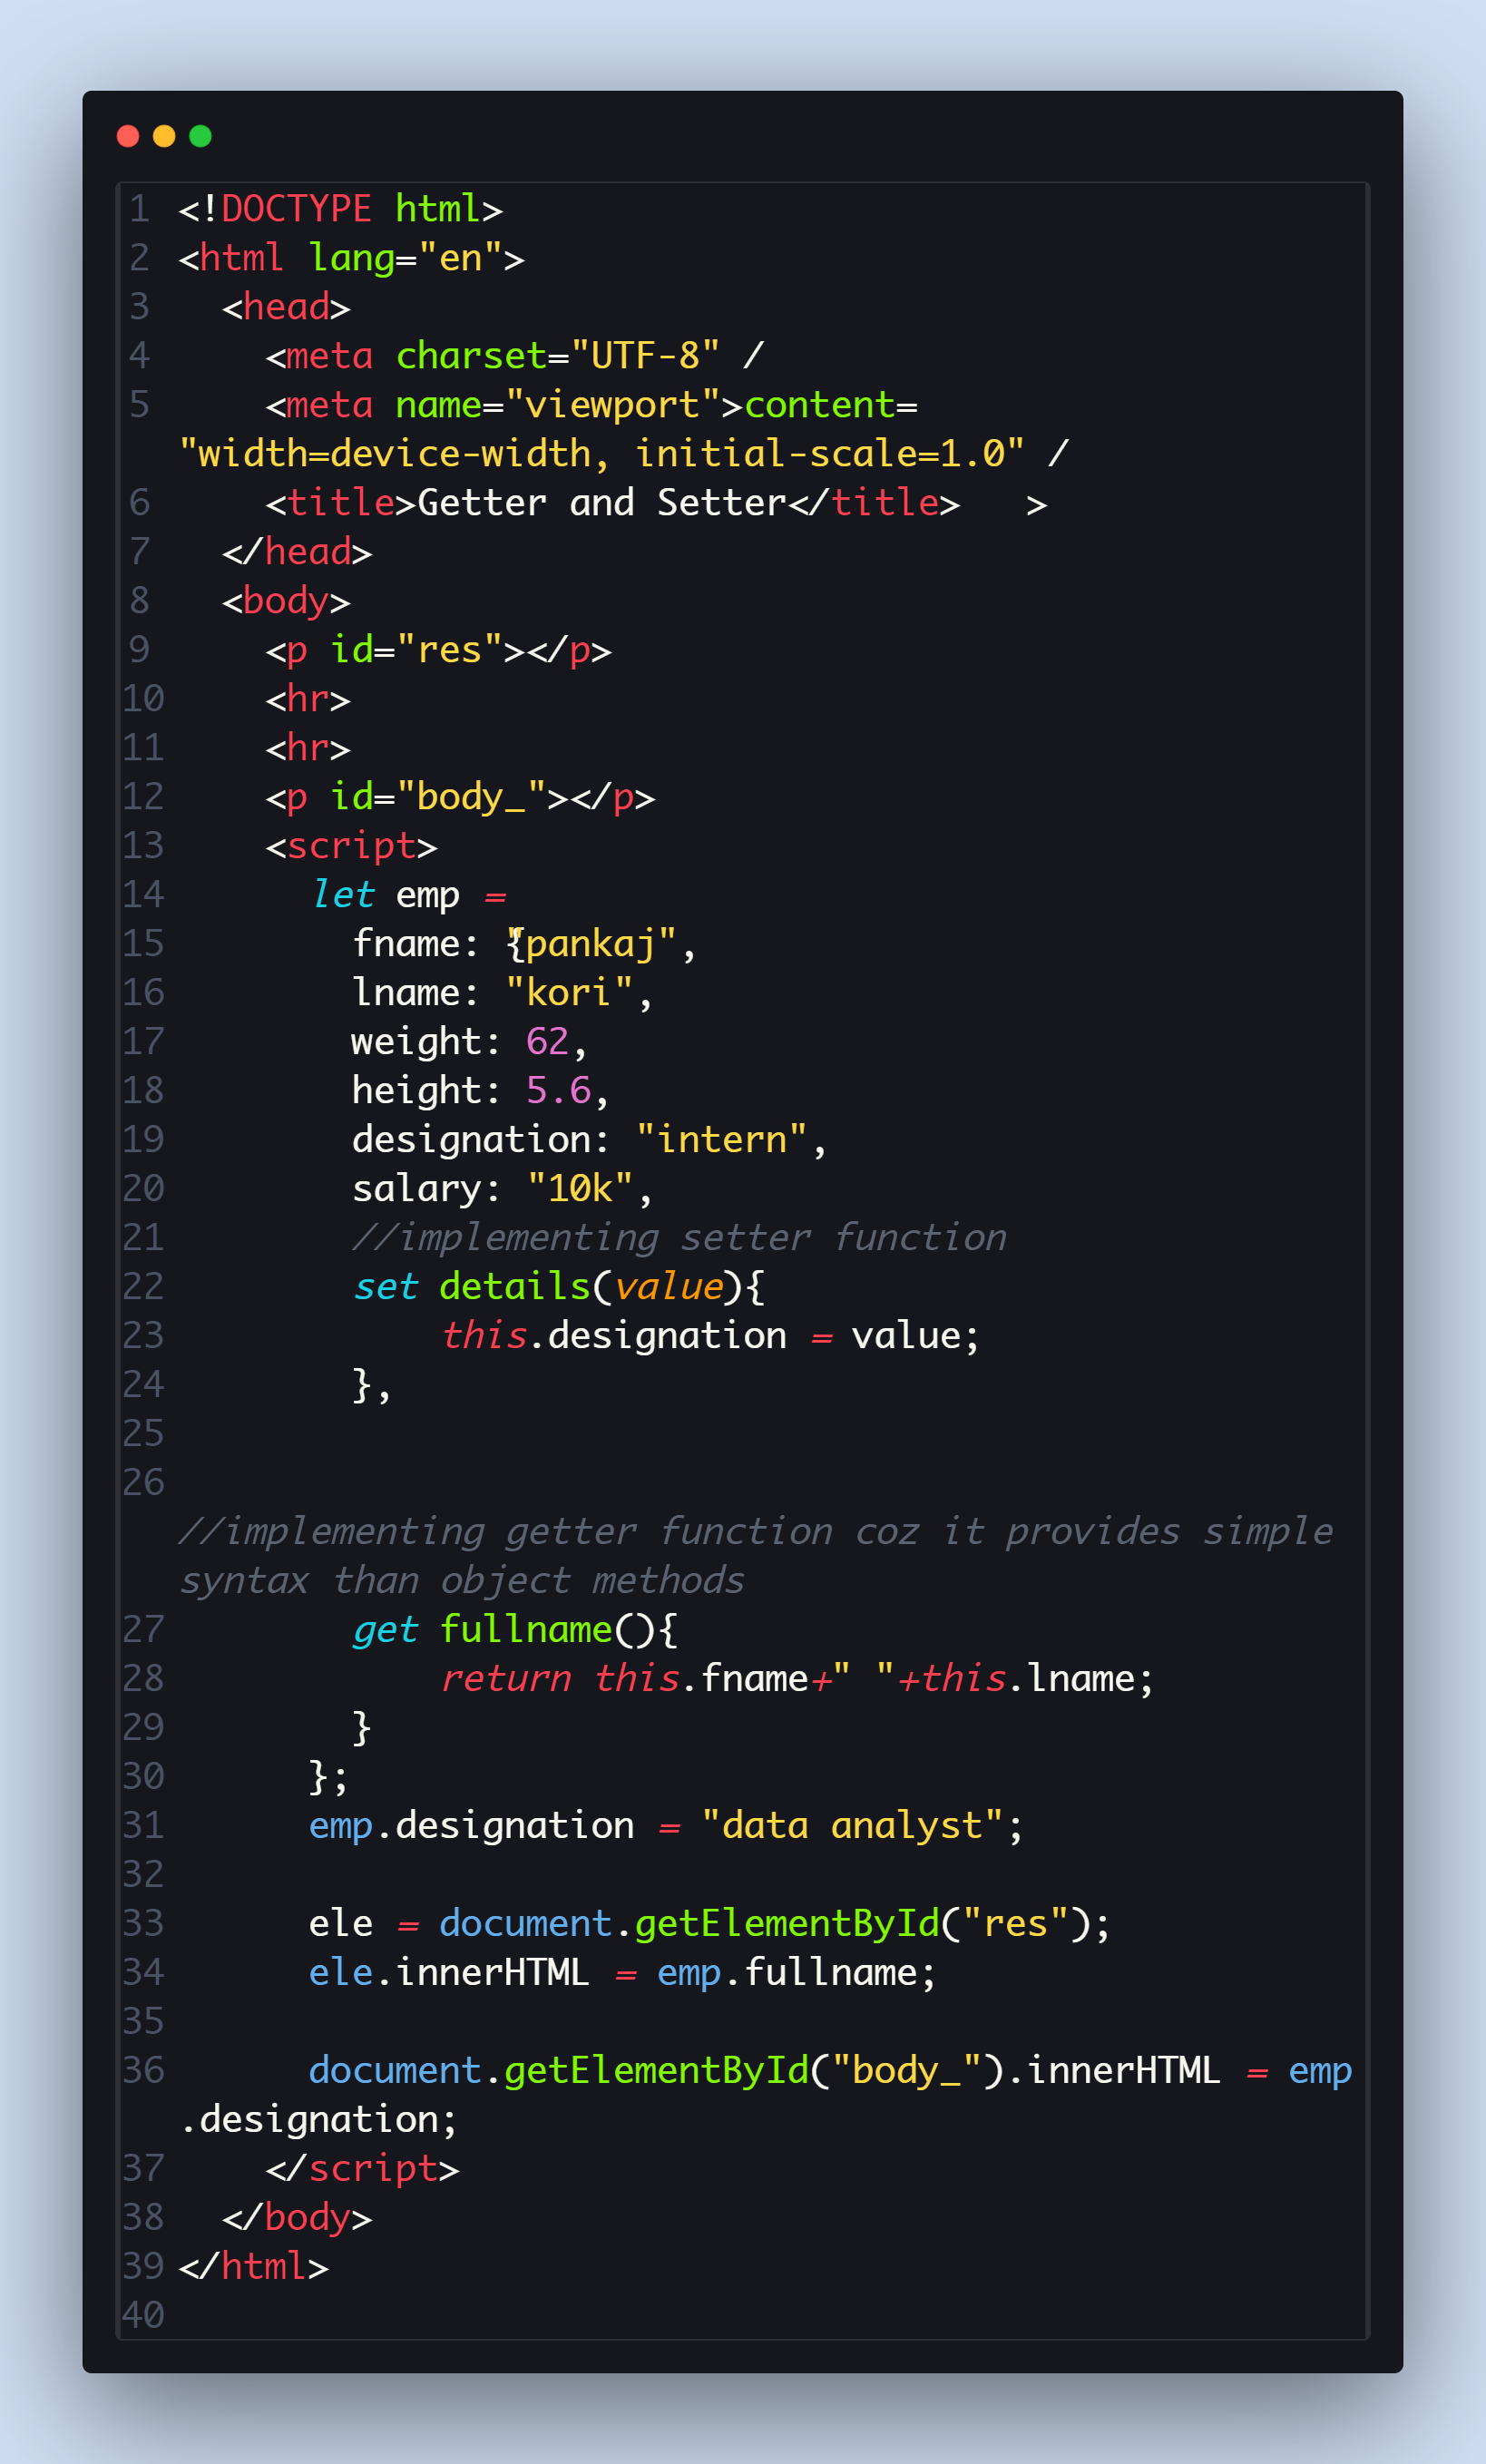 1 <!DOCTYPE html>
2 <html lang="en">
3   <head>
4     <meta charset="UTF-8" /
5     <meta name="viewport">content=
"width=device-width, initial-scale=1.0" /
6     <title>Getter and Setter</title>   >
7   </head>
8   <body>
9     <p id="res"></p>
10     <hr>
11     <hr>
12     <p id="body_"></p>
13     <script>
14       let emp =
15         fname: {"pankaj",
16         lname: "kori",
17         weight: 62,
18         height: 5.6,
19         designation: "intern",
20         salary: "10k",
21         //implementing setter function
22         set details(value){
23             this.designation = value;
24         },
25
26
//implementing getter function coz it provides simple
syntax than object methods
27         get fullname(){
28             return this.fname+" "+this.lname;
29         }
30       };
31       emp.designation = "data analyst";
32
33       ele = document.getElementById("res");
34       ele.innerHTML = emp.fullname;
35
36       document.getElementById("body_").innerHTML = emp
.designation;
37     </script>
38   </body>
39 </html>
40